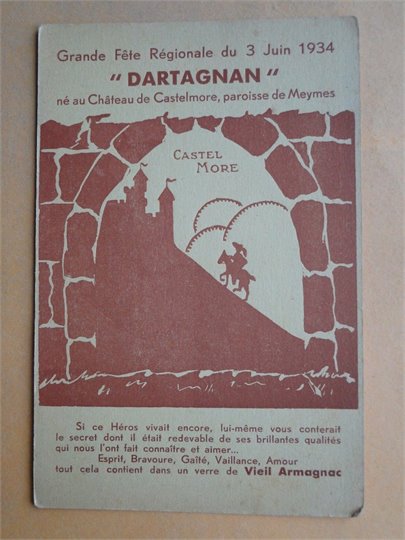 Grande Fête Régionale du 3 Juin 1934
" DARTAGNAN "
né au Château de Castelmore, paroisse de Meymes
CASTEL
MORE
Si ce Héros vivait encore, lui-même vous conterait
le secret dont il était redevable de ses brillantes qualités
qui nous l'ont fait connaître et aimer...
Esprit, Bravoure, Gaîté, Vaillance, Amour
tout cela contient dans un verre de Vieil Armagnac